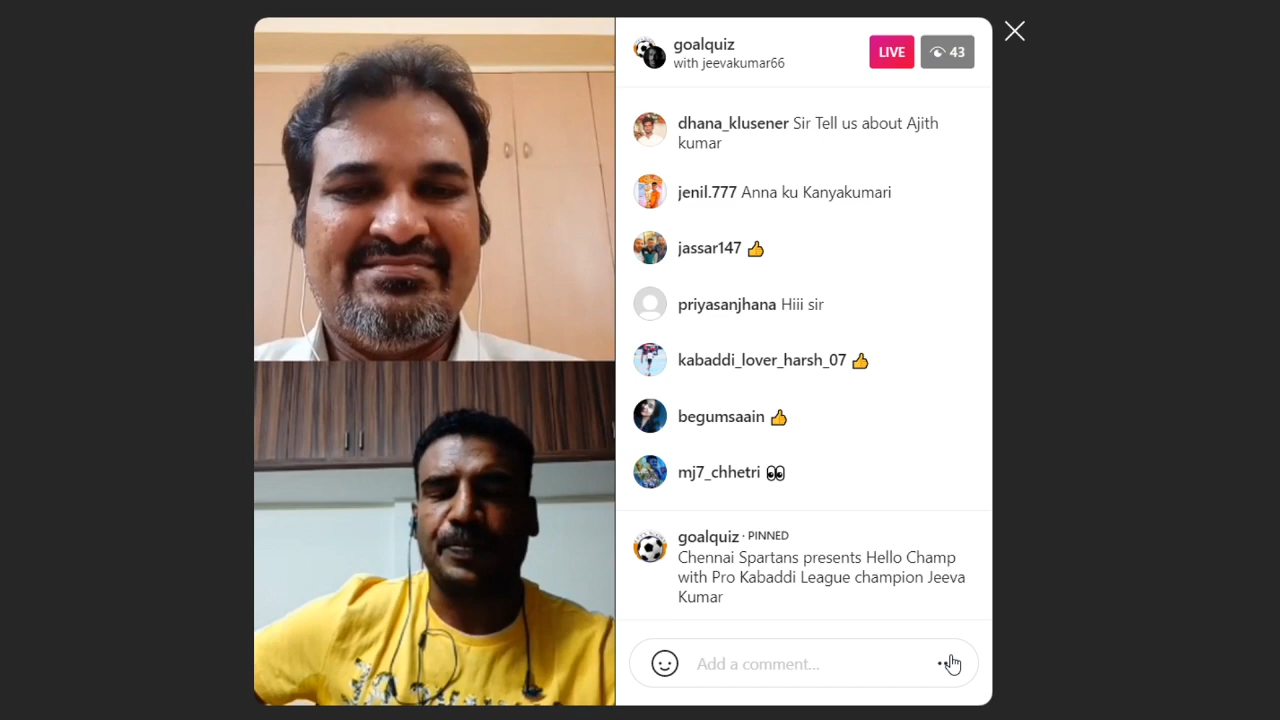 goalquiz
with jeevakumar66
LIVE
43
dhana_klusener Sir Tell us about Ajith
kumar
jenil.777 Anna ku Kanyakumari
jassar147 👍
priyasanjhana Hiii sir
kabaddi_lover_harsh_07 👍
begumsaain 👍
mj7_chhetri 👀
goalquiz · PINNED
Chennai Spartans presents Hello Champ
with Pro Kabaddi League champion Jeeva
Kumar
Add a comment...